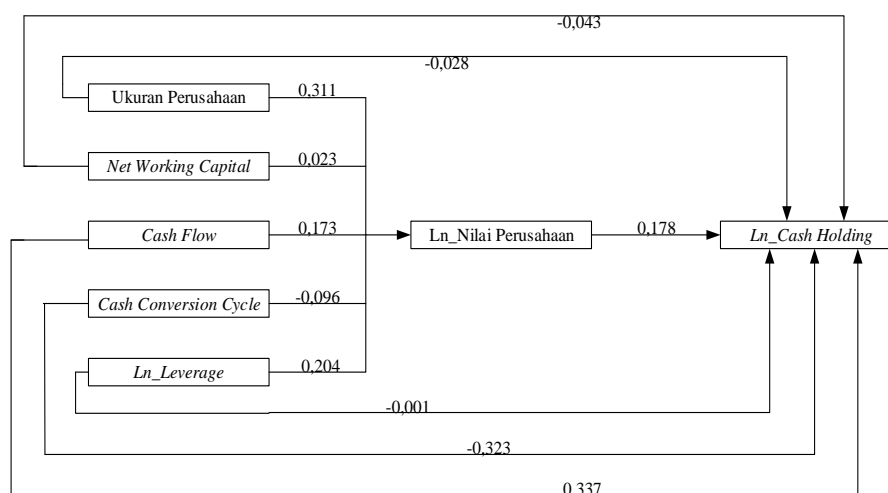 -0,043
-0,028
Ukuran Perusahaan 0,311
Net Working Capital 0,023
Cash Flow 0,173 Ln_Nilai Perusahaan 0,178 Ln_Cash Holding
Cash Conversion Cycle -0,096
Ln_Leverage 0,204
-0,001
-0,323
0,337